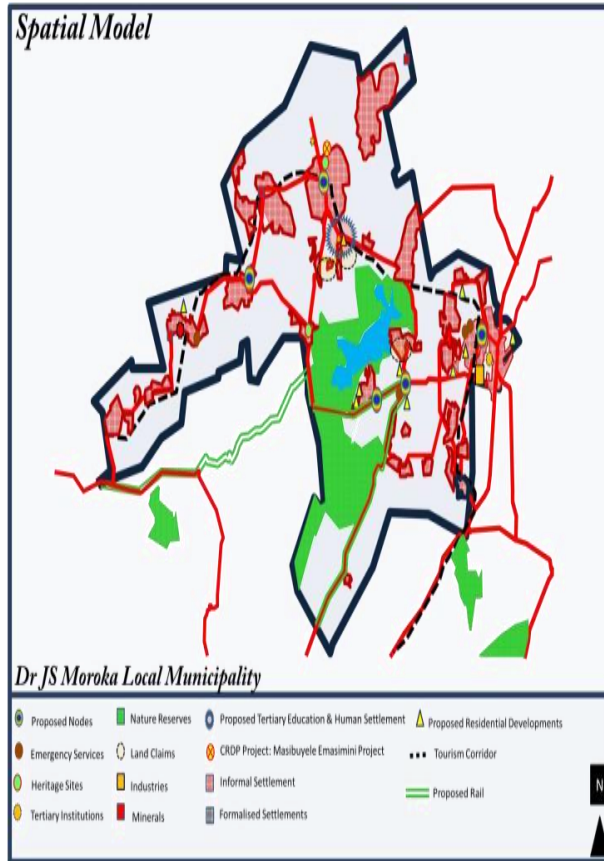 Spatial Model
Dr JS Moroka Local Municipality
Proposed Nodes
Nature Reserves
Proposed Tertiary Education & Human Settlement
Proposed Residential Developments
Emergency Services
Land Claims
CRDP Project: Masibuyele Emasimini Project
Tourism Corridor
Heritage Sites
Industries
Informal Settlement
Proposed Rail
Tertiary Institutions
Minerals
Formalised Settlements
N